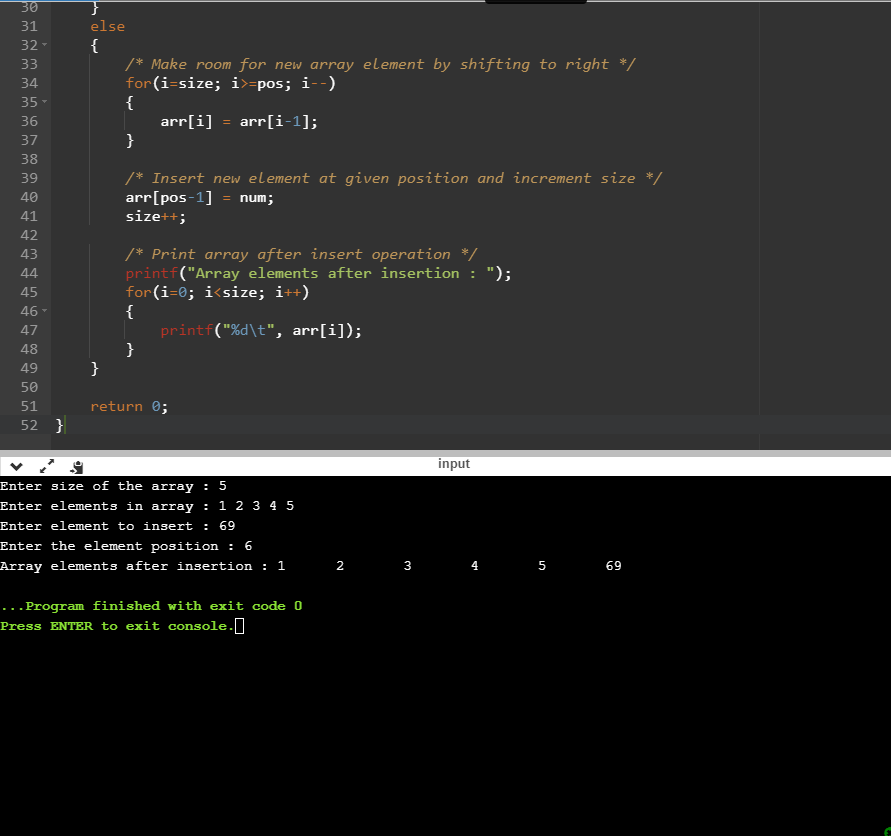 30 }
31 else
32 {
33 /* Make room for new array element by shifting to right */
34 for(i=size; i>=pos; i--)
35 {
36 arr[i] = arr[i-1];
37 }
38
39 /* Insert new element at given position and increment size */
40 arr[pos-1] = num;
41 size++;
42
43 /* Print array after insert operation */
44 printf("Array elements after insertion : ");
45 for(i=0; i<size; i++)
46 {
47 printf("%d\t", arr[i]);
48 }
49 }
50
51 return 0;
52 }
input
Enter size of the array : 5
Enter elements in array : 1 2 3 4 5
Enter element to insert : 69
Enter the element position : 6
Array elements after insertion : 1 2 3 4 5 69
...Program finished with exit code 0
Press ENTER to exit console.